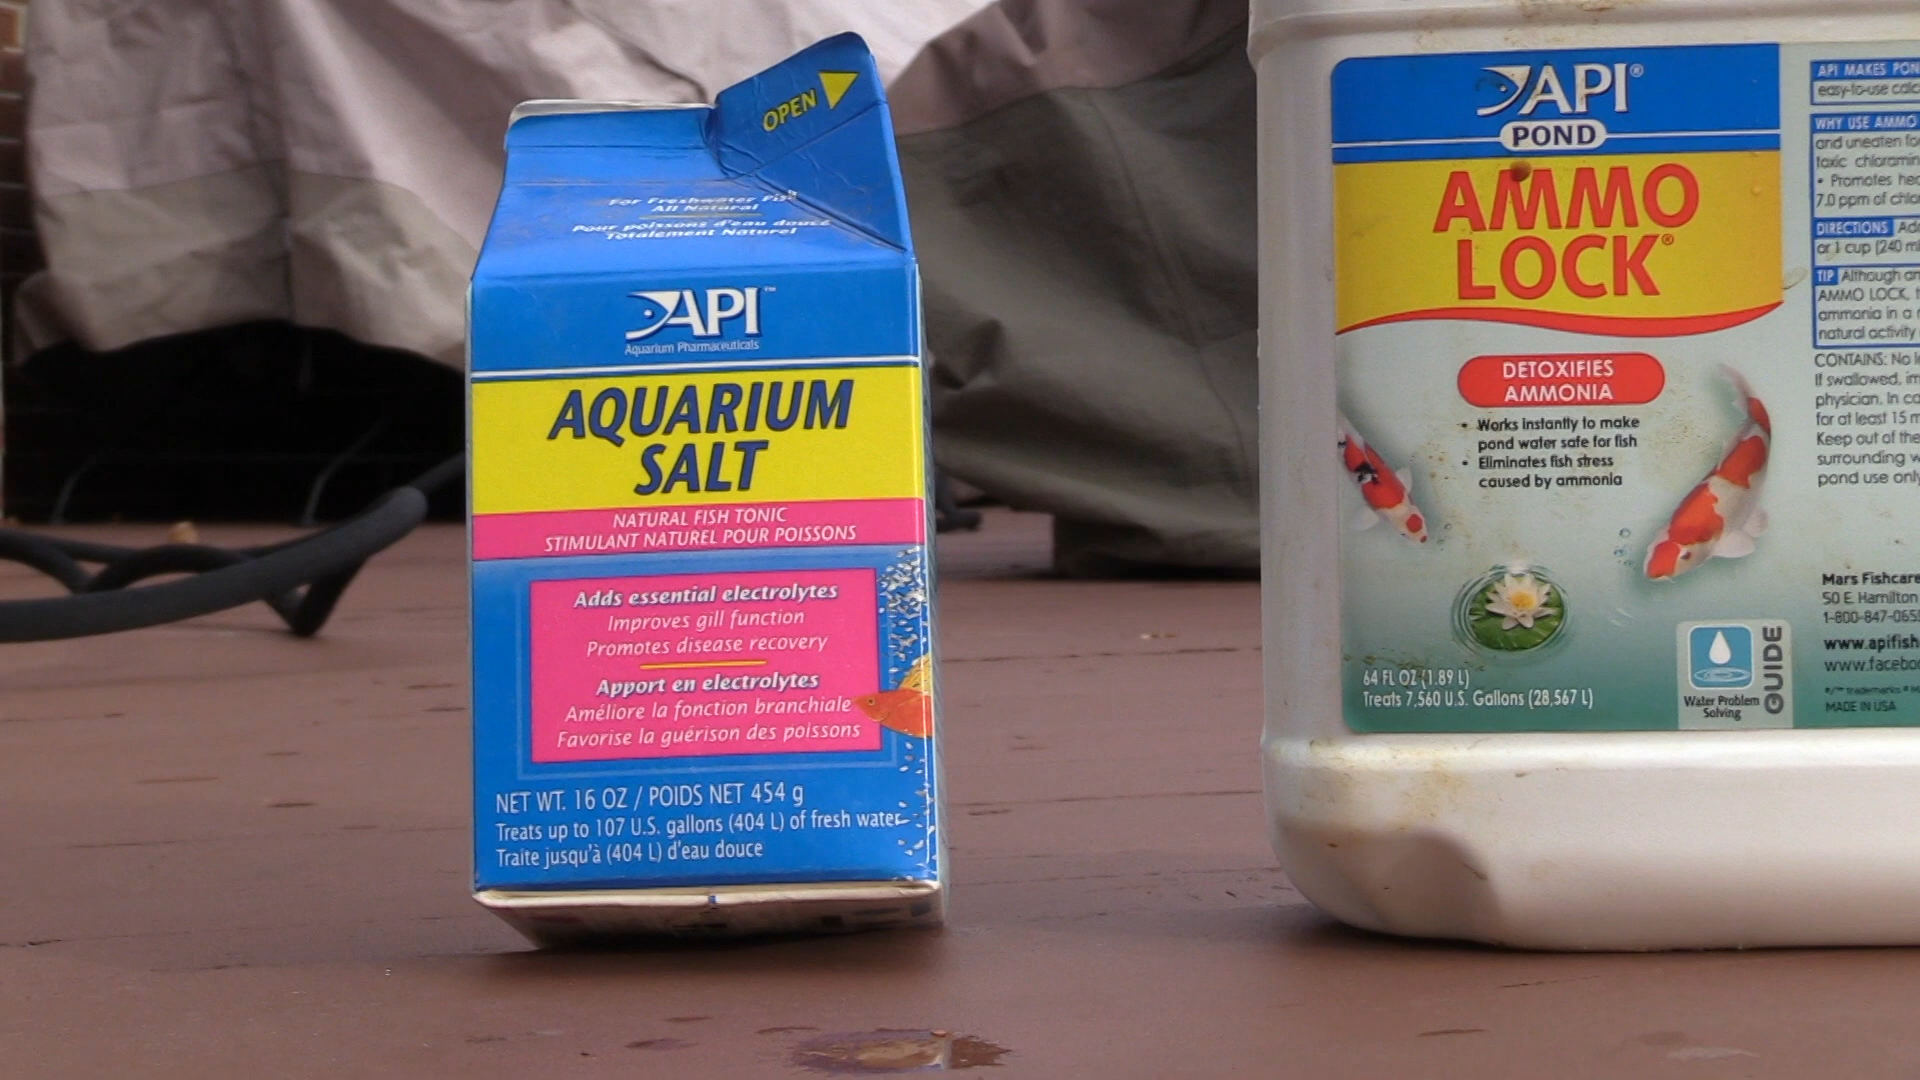 OPEN
For Freshwater Fish
All Natural
Pour poissons d'eau douce
Totalement Naturel
API™
Aquarium Pharmaceuticals
AQUARIUM
SALT
NATURAL FISH TONIC
STIMULANT NATUREL POUR POISSONS
Adds essential electrolytes
Improves gill function
Promotes disease recovery
Apport en electrolytes
Améliore la fonction branchiale
Favorise la guérison des poissons
NET WT. 16 OZ / POIDS NET 454 g
Treats up to 107 U.S. gallons (404 L) of fresh water
Traite jusqu'à (404 L) d'eau douce
API®
POND
AMMO
LOCK®
DETOXIFIES
AMMONIA
• Works instantly to make
pond water safe for fish
• Eliminates fish stress
caused by ammonia
64 FL OZ (1.89 L)
Treats 7,560 U.S. Gallons (28,567 L)
Water Problem
Solving
GUIDE
API MAKES
easy-to-use
WHY USE AMMO
and uneaten
toxic
• Promotes
7.0 ppm of
DIRECTIONS
or 1 cup (240
TIP Although
AMMO LOCK,
ammonia in a
natural activity
CONTAINS: No
If swallowed,
physician. In
for at least 15
Keep out of the
surrounding
pond use only
Mars Fishcare
50 E. Hamilton
1-800-847-065
www.apifish
www.facebo
MADE IN USA